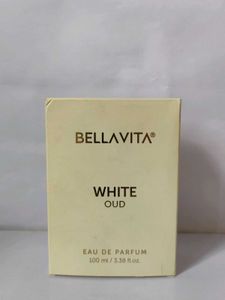 BELLAVITA®
WHITE
OUD
EAU DE PARFUM
100 ml / 3.38 fl.oz.